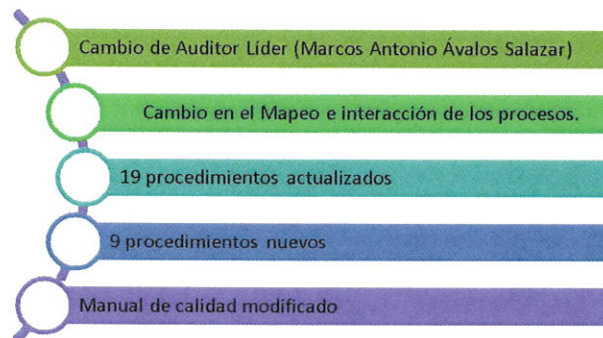 Cambio de Auditor Líder (Marcos Antonio Ávalos Salazar)
Cambio en el Mapeo e interacción de los procesos.
19 procedimientos actualizados
9 procedimientos nuevos
Manual de calidad modificado